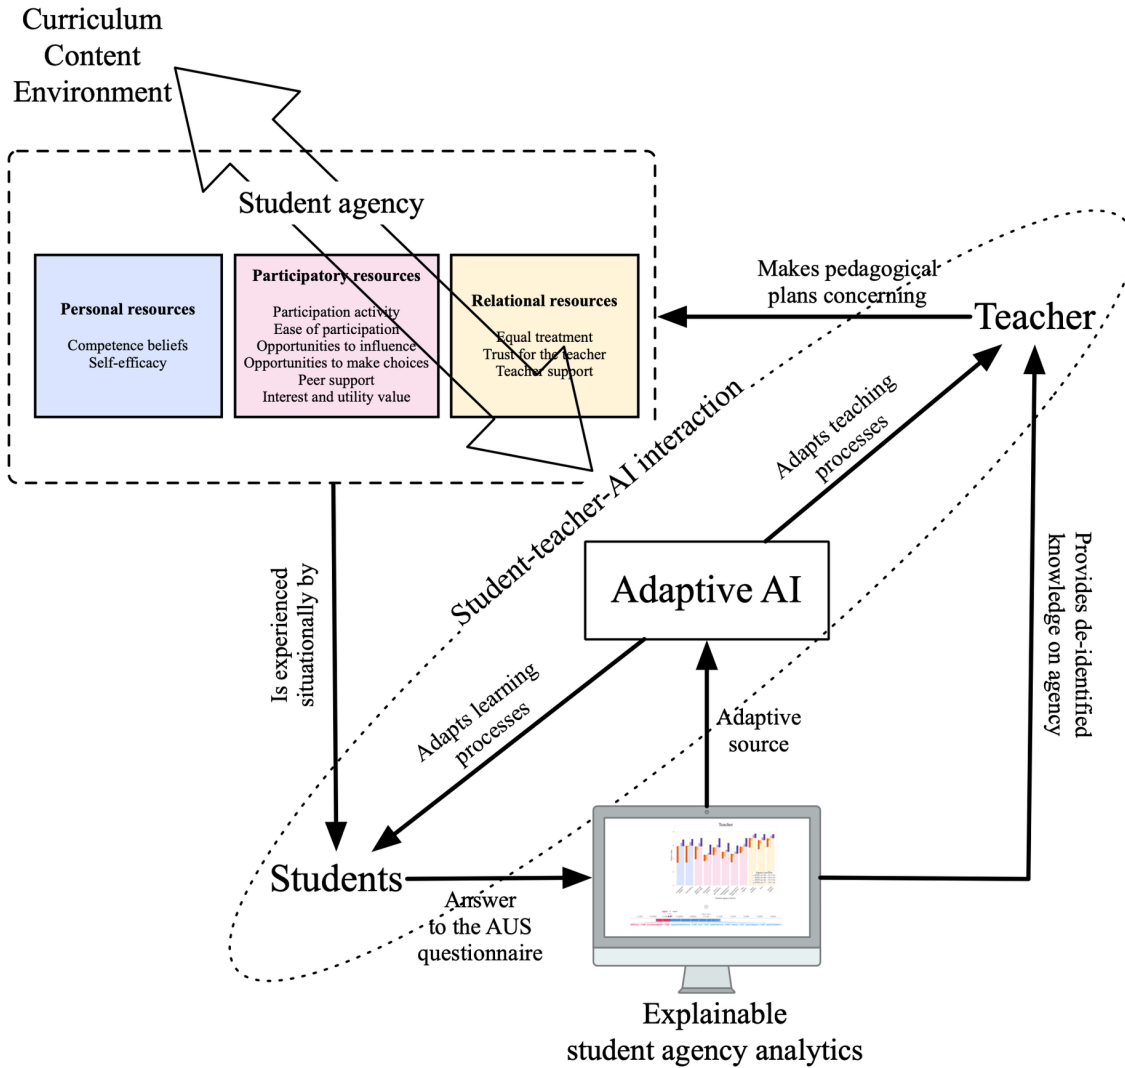 Curriculum
Content
Environment
Student agency
Personal resources
Competence beliefs
Self-efficacy
Participatory resources
Participation activity
Ease of participation
Opportunities to influence
Opportunities to make choices
Peer support
Interest and utility value
Relational resources
Equal treatment
Trust for the teacher
Teacher support
Makes pedagogical
plans concerning
Teacher
Student-teacher-AI interaction
Adapts teaching
processes
Adaptive AI
Is experienced
situationally by
Adapts learning
processes
Adaptive
source
Provides de-identified
knowledge on agency
Students
Answer
to the AUS
questionnaire
Teacher
Explainable
student agency analytics